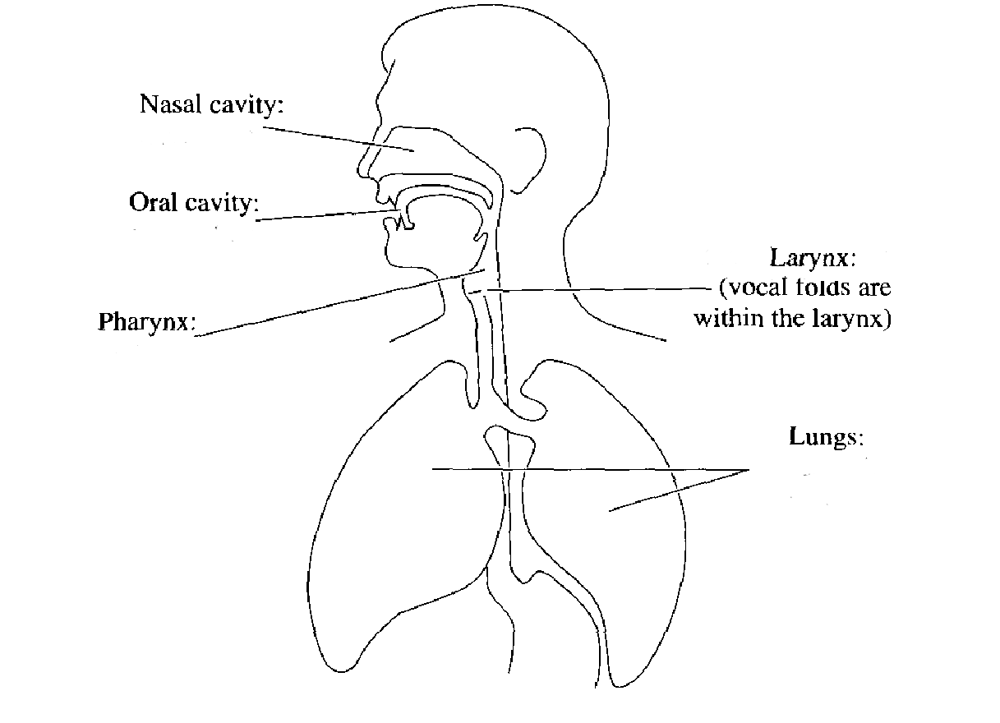 Nasal cavity:
Oral cavity:
Larynx:
(vocal folds are
within the larynx)
Pharynx:
Lungs: